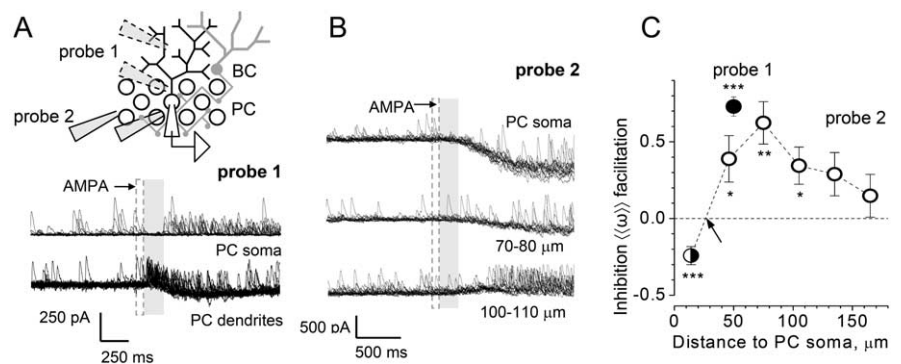 A
probe 1
BC
PC
probe 2
probe 1
AMPA
PC soma
PC dendrites
250 pA
250 ms
B
probe 2
AMPA
PC soma
70-80 μm
100-110 μm
500 pA
500 ms
C
probe 1
***
probe 2
**
*
*
***
Inhibition ⟨⟨ω⟩⟩ facilitation
0.5
0.0
-0.5
0 50 100 150
Distance to PC soma, μm